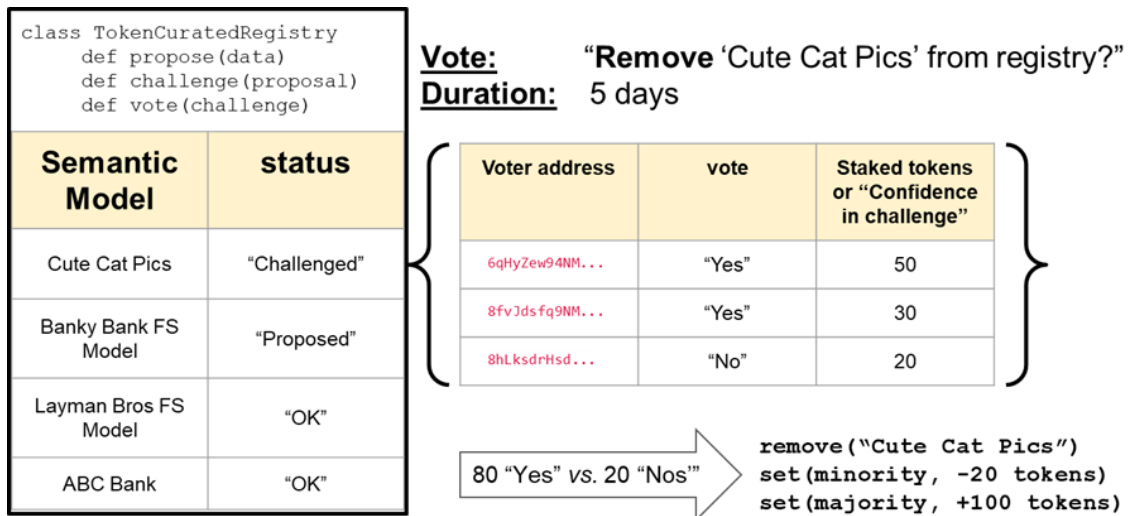 class TokenCuratedRegistry
def propose(data)
def challenge(proposal)
def vote(challenge)
Semantic
Model
status
Cute Cat Pics
“Challenged”
Banky Bank FS
Model
“Proposed”
Layman Bros FS
Model
“OK”
ABC Bank
“OK”
Vote: “Remove ‘Cute Cat Pics’ from registry?”
Duration: 5 days
Voter address
vote
Staked tokens
or “Confidence
in challenge”
6qHyZew94NM...
“Yes”
50
8fvJdsfq9NM...
“Yes”
30
8hLksdrHsd...
“No”
20
80 “Yes” vs. 20 “Nos’”
remove(“Cute Cat Pics”)
set(minority, -20 tokens)
set(majority, +100 tokens)